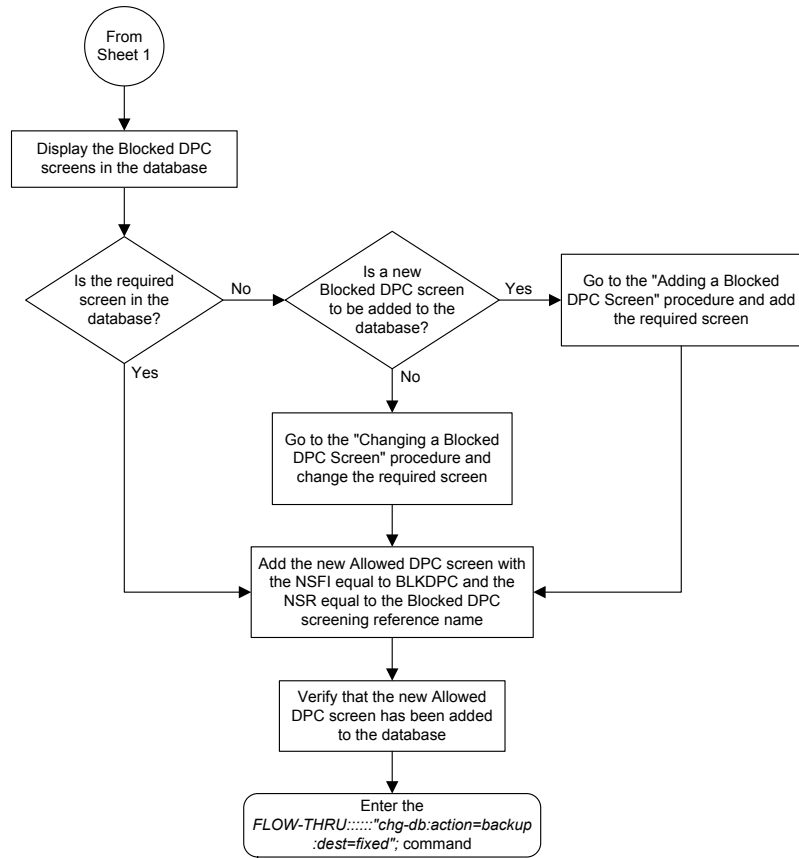 From
Sheet 1
Display the Blocked DPC
screens in the database
Is the required
screen in the
database?
No
Yes
Is a new
Blocked DPC screen
to be added to the
database?
Yes
No
Go to the "Adding a Blocked
DPC Screen" procedure and add
the required screen
Go to the "Changing a Blocked
DPC Screen" procedure and
change the required screen
Add the new Allowed DPC screen with
the NSFI equal to BLKDPC and the
NSR equal to the Blocked DPC
screening reference name
Verify that the new Allowed
DPC screen has been added
to the database
Enter the
FLOW-THRU::::::"chg-db:action=backup
:dest=fixed"; command